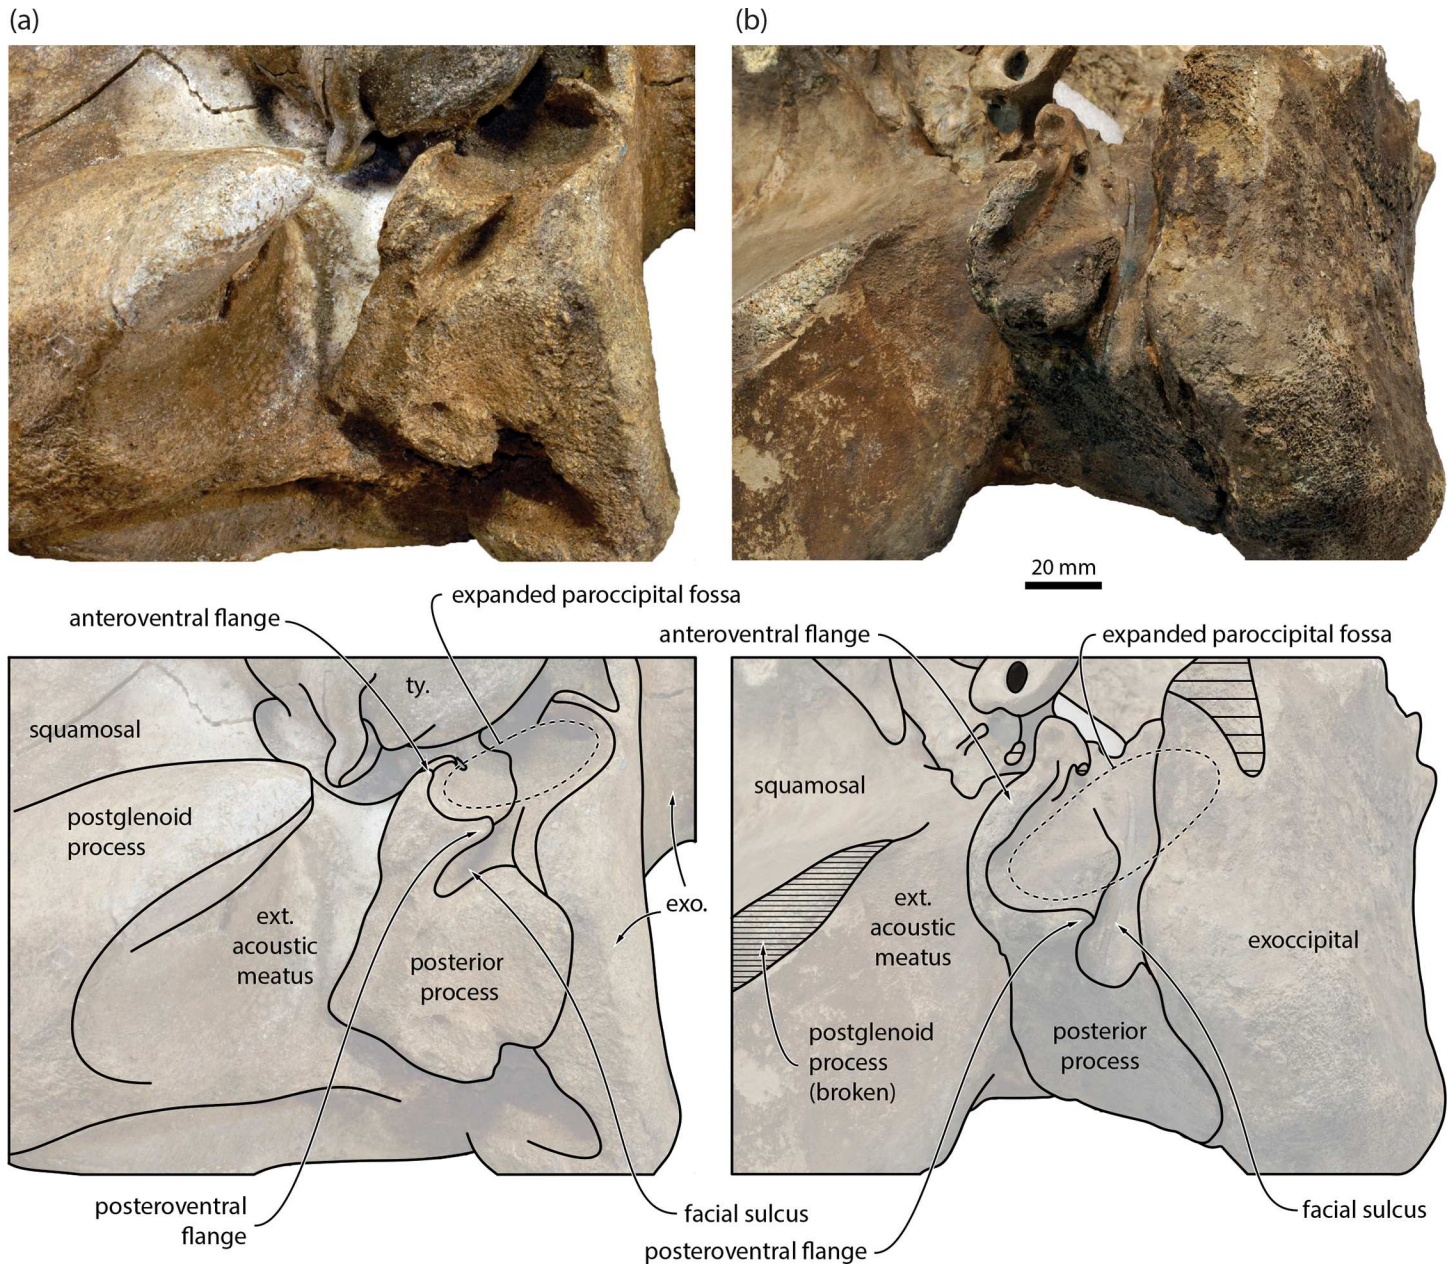 (a)
(b)
20 mm
expanded paroccipital fossa
anteroventral flange
anteroventral flange
expanded paroccipital fossa
ty.
squamosal
postglenoid
process
ext.
acoustic
meatus
posterior
process
exo.
posteroventral
flange
facial sulcus
squamosal
ext.
acoustic
meatus
exoccipital
postglenoid
process
(broken)
posterior
process
posteroventral flange
facial sulcus